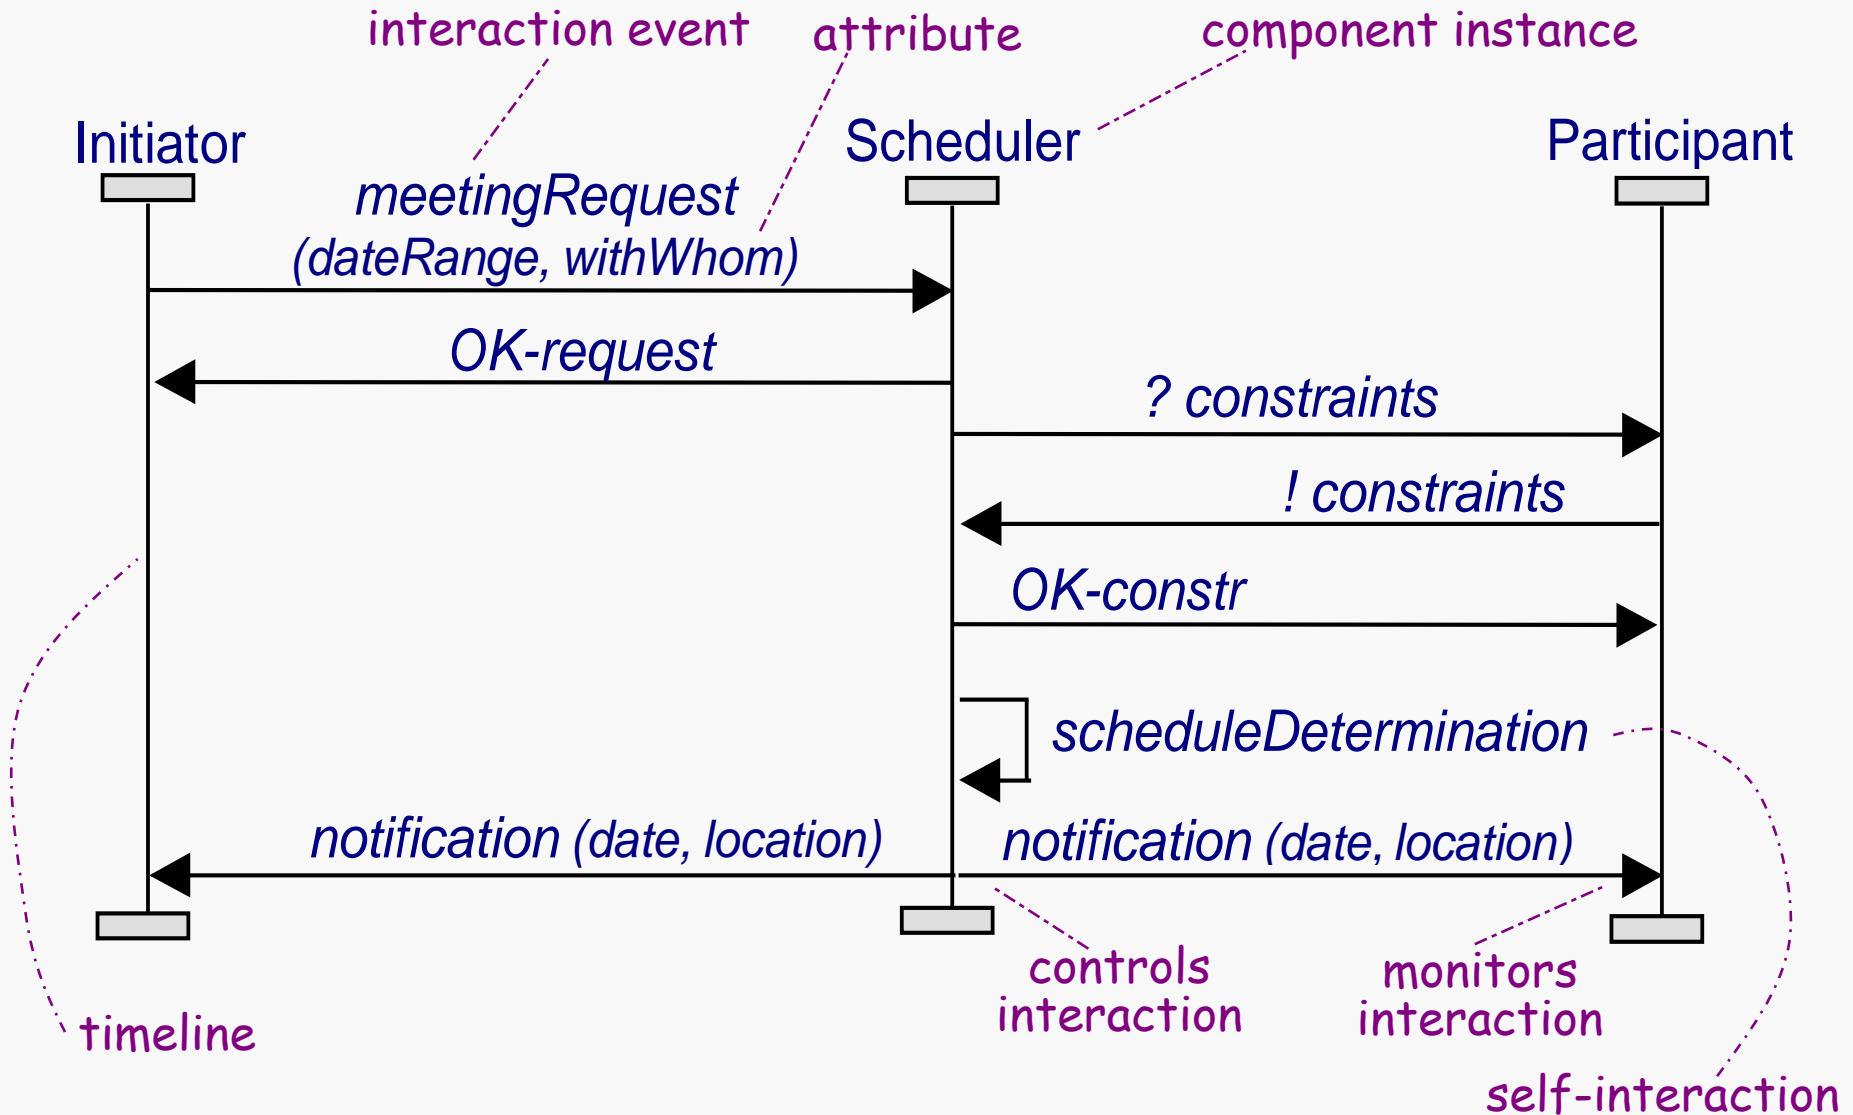 interaction event
attribute
component instance
Initiator
Scheduler
Participant
meetingRequest
(dateRange, withWhom)
OK-request
? constraints
! constraints
OK-constr
scheduleDetermination
notification (date, location)
notification (date, location)
controls
interaction
monitors
interaction
timeline
self-interaction